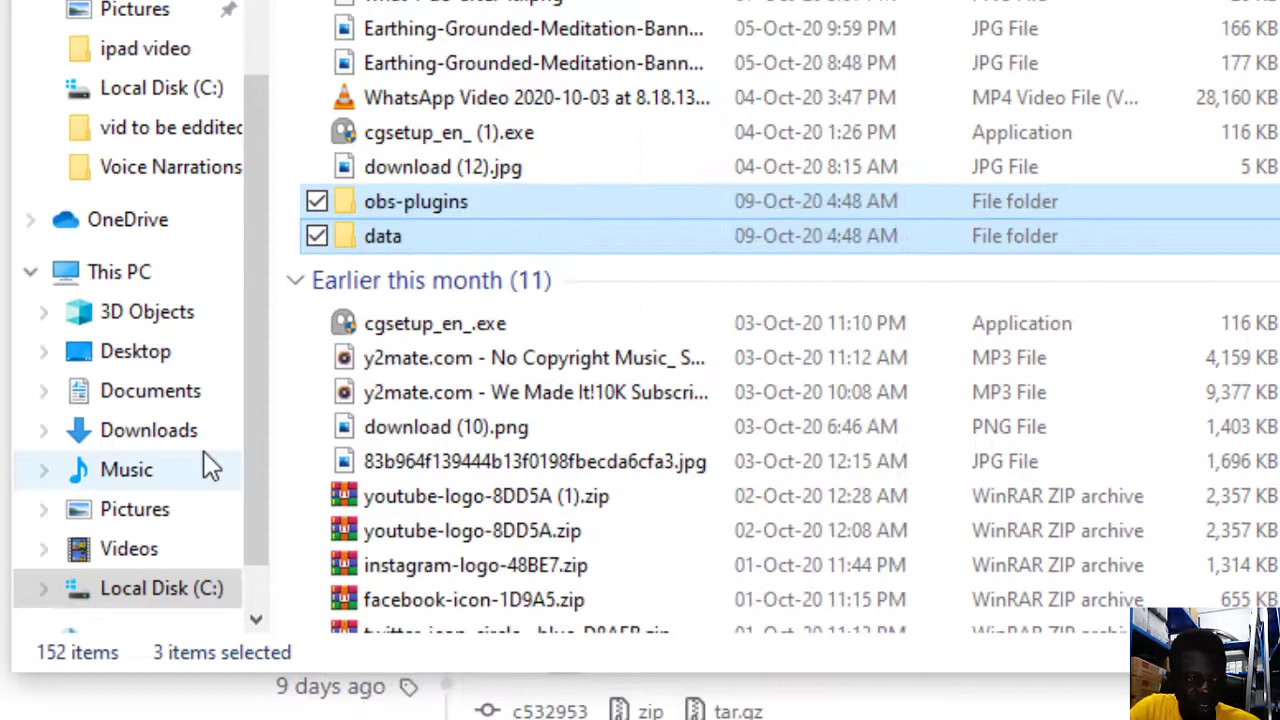 Pictures
ipad video
Local Disk (C:)
vid to be eddited
Voice Narrations
OneDrive
This PC
3D Objects
Desktop
Documents
Downloads
Music
Pictures
Videos
Local Disk (C:)
Earthing-Grounded-Meditation-Bann... 05-Oct-20 9:59 PM JPG File 166 KB
Earthing-Grounded-Meditation-Bann... 05-Oct-20 8:48 PM JPG File 177 KB
WhatsApp Video 2020-10-03 at 8.18.13... 04-Oct-20 3:47 PM MP4 Video File (V... 28,160 KB
cgsetup_en_ (1).exe 04-Oct-20 1:26 PM Application 116 KB
download (12).jpg 04-Oct-20 8:15 AM JPG File 5 KB
obs-plugins 09-Oct-20 4:48 AM File folder
data 09-Oct-20 4:48 AM File folder
Earlier this month (11)
cgsetup_en_.exe 03-Oct-20 11:10 PM Application 116 KB
y2mate.com - No Copyright Music_ S... 03-Oct-20 11:12 AM MP3 File 4,159 KB
y2mate.com - We Made It!10K Subscri... 03-Oct-20 10:08 AM MP3 File 9,377 KB
download (10).png 03-Oct-20 6:46 AM PNG File 1,403 KB
83b964f139444b13f0198fbecda6cfa3.jpg 03-Oct-20 12:15 AM JPG File 1,696 KB
youtube-logo-8DD5A (1).zip 02-Oct-20 12:28 AM WinRAR ZIP archive 2,357 KB
youtube-logo-8DD5A.zip 02-Oct-20 12:08 AM WinRAR ZIP archive 2,357 KB
instagram-logo-48BE7.zip 01-Oct-20 11:44 PM WinRAR ZIP archive 1,314 KB
facebook-icon-1D9A5.zip 01-Oct-20 11:15 PM WinRAR ZIP archive 655 KB
152 items 3 items selected
9 days ago
c532953 zip tar.gz